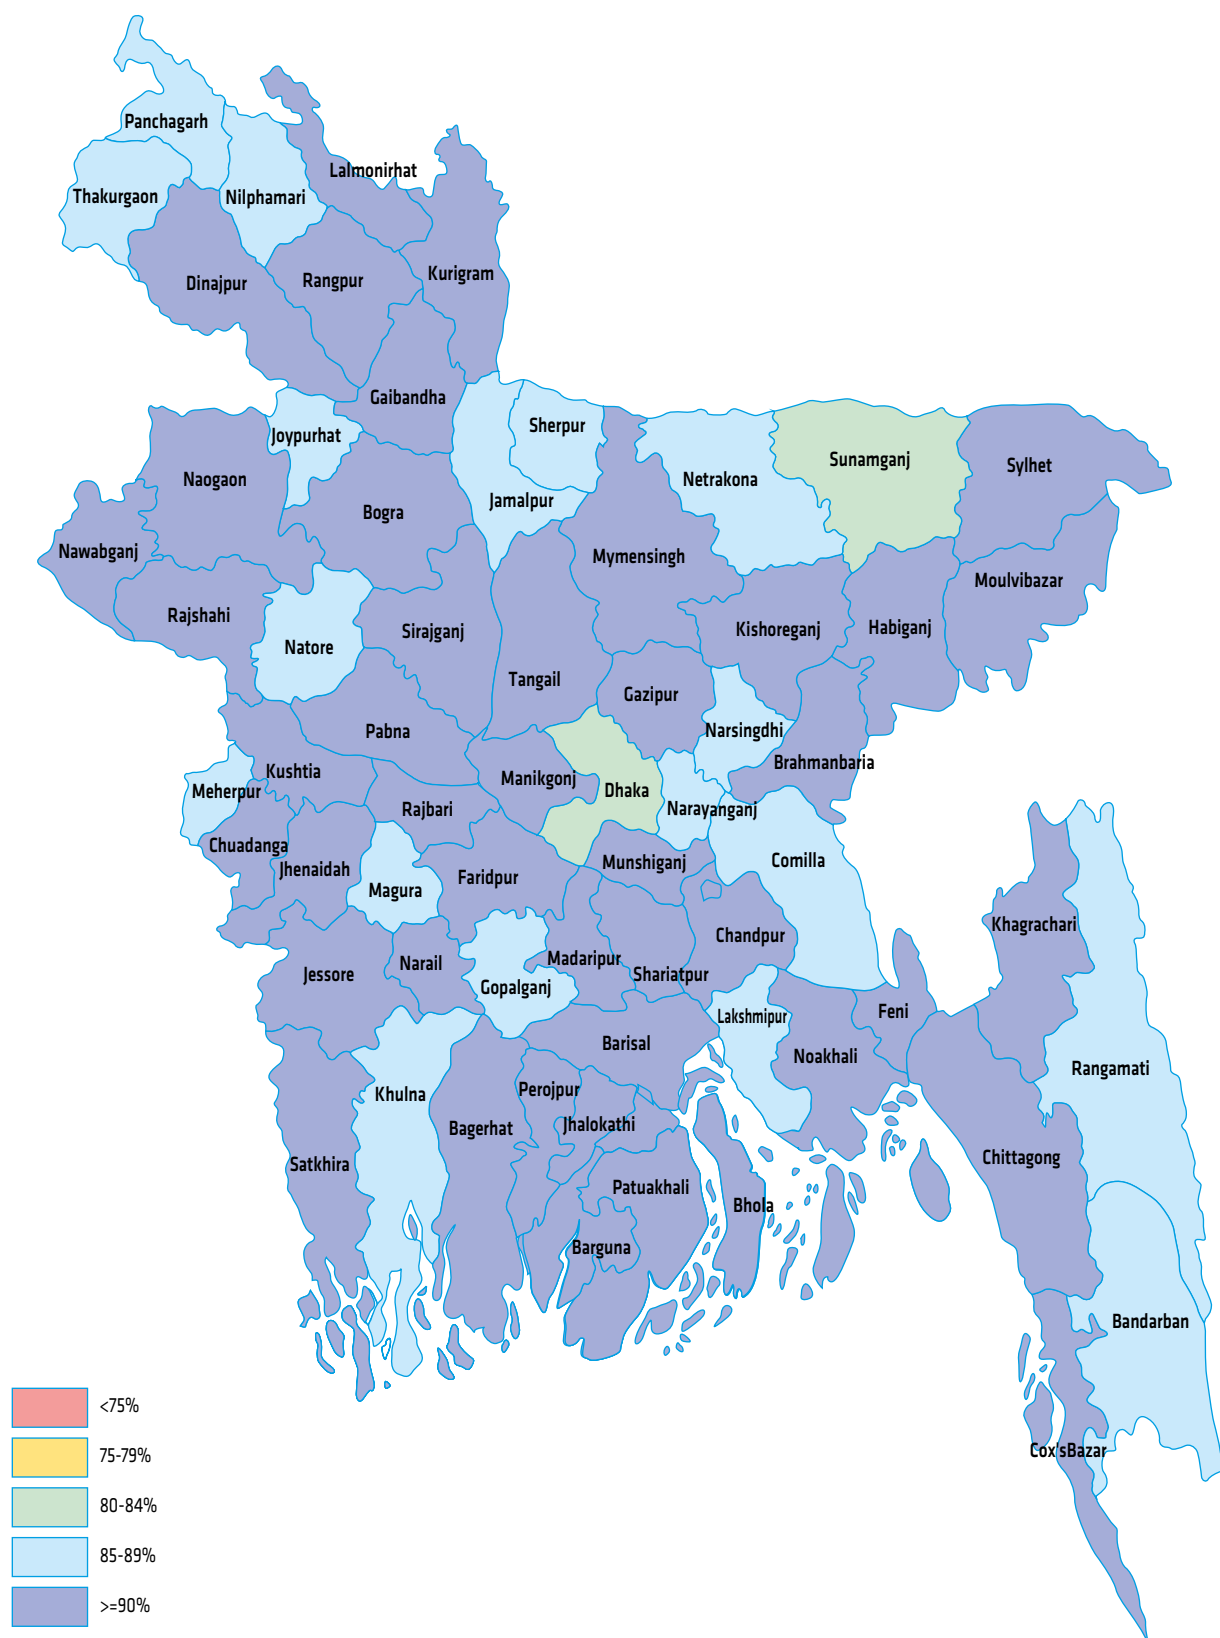 Panchagarh
Lalmonirhat
Thakurgaon
Nilphamari
Dinajpur
Rangpur
Kurigram
Gaibandha
Joypurhat
Sherpur
Naogaon
Netrakona
Sunamganj
Sylhet
Jamalpur
Bogra
Nawabganj
Mymensingh
Moulvibazar
Rajshahi
Natore
Sirajganj
Kishoreganj
Habiganj
Tangail
Gazipur
Pabna
Narsingdhi
Brahmanbaria
Kushtia
Meherpur
Manikgonj
Dhaka
Rajbari
Narayanganj
Chuadanga
Jhenaidah
Magura
Faridpur
Munshiganj
Comilla
Khagrachari
Chandpur
Jessore
Narail
Madaripur
Shariatpur
Gopalganj
Lakshmipur
Feni
Barisal
Noakhali
Rangamati
Khulna
Perojpur
Jhalokathi
Bagerhat
Satkhira
Chittagong
Patuakhali
Bhola
Barguna
Bandarban
Cox'sBazar
<75%
75-79%
80-84%
85-89%
>=90%